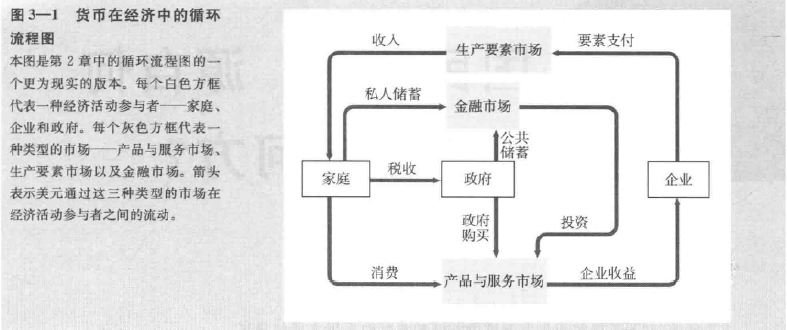 图 3—1 货币在经济中的循环
流程图
本图是第 2 章中的循环流程图的一
个更为现实的版本。每个白色方框
代表一种经济活动参与者——家庭、
企业和政府。每个灰色方框代表一
种类型的市场——产品与服务市场、
生产要素市场以及金融市场。箭头
表示美元通过这三种类型的市场在
经济活动参与者之间的流动。
收入
生产要素市场
要素支付
私人储蓄
金融市场
公共
储蓄
家庭
税收
政府
企业
政府
购买
投资
消费
产品与服务市场
企业收益